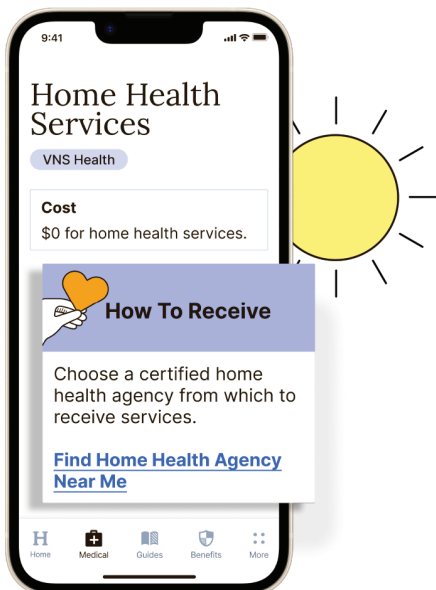 9:41
Home Health
Services
VNS Health
Cost
$0 for home health services.
How To Receive
Choose a certified home
health agency from which to
receive services.
Find Home Health Agency
Near Me
H
Home
Medical
Guides
Benefits
More